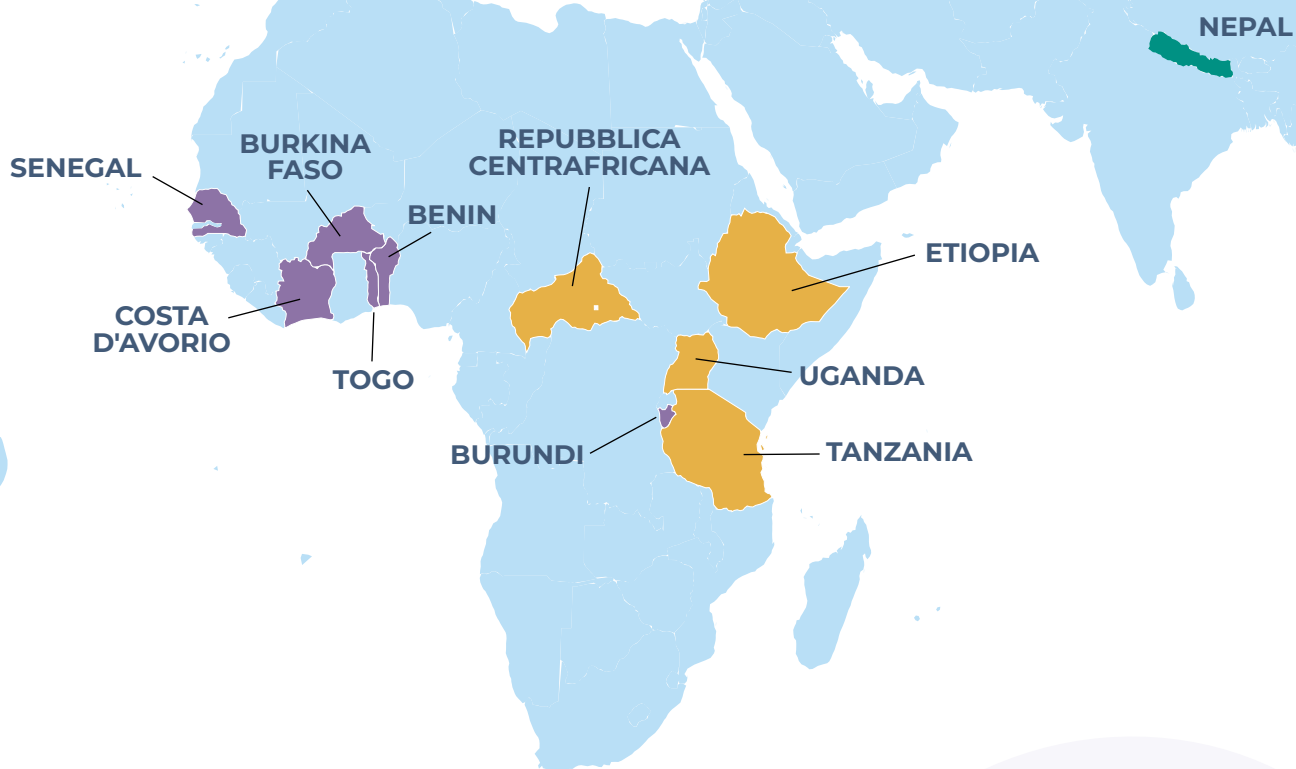 NEPAL
REPUBBLICA
CENTRAFRICANA
BURKINA
FASO
SENEGAL
BENIN
ETIOPIA
COSTA
D'AVORIO
TOGO
UGANDA
BURUNDI
TANZANIA